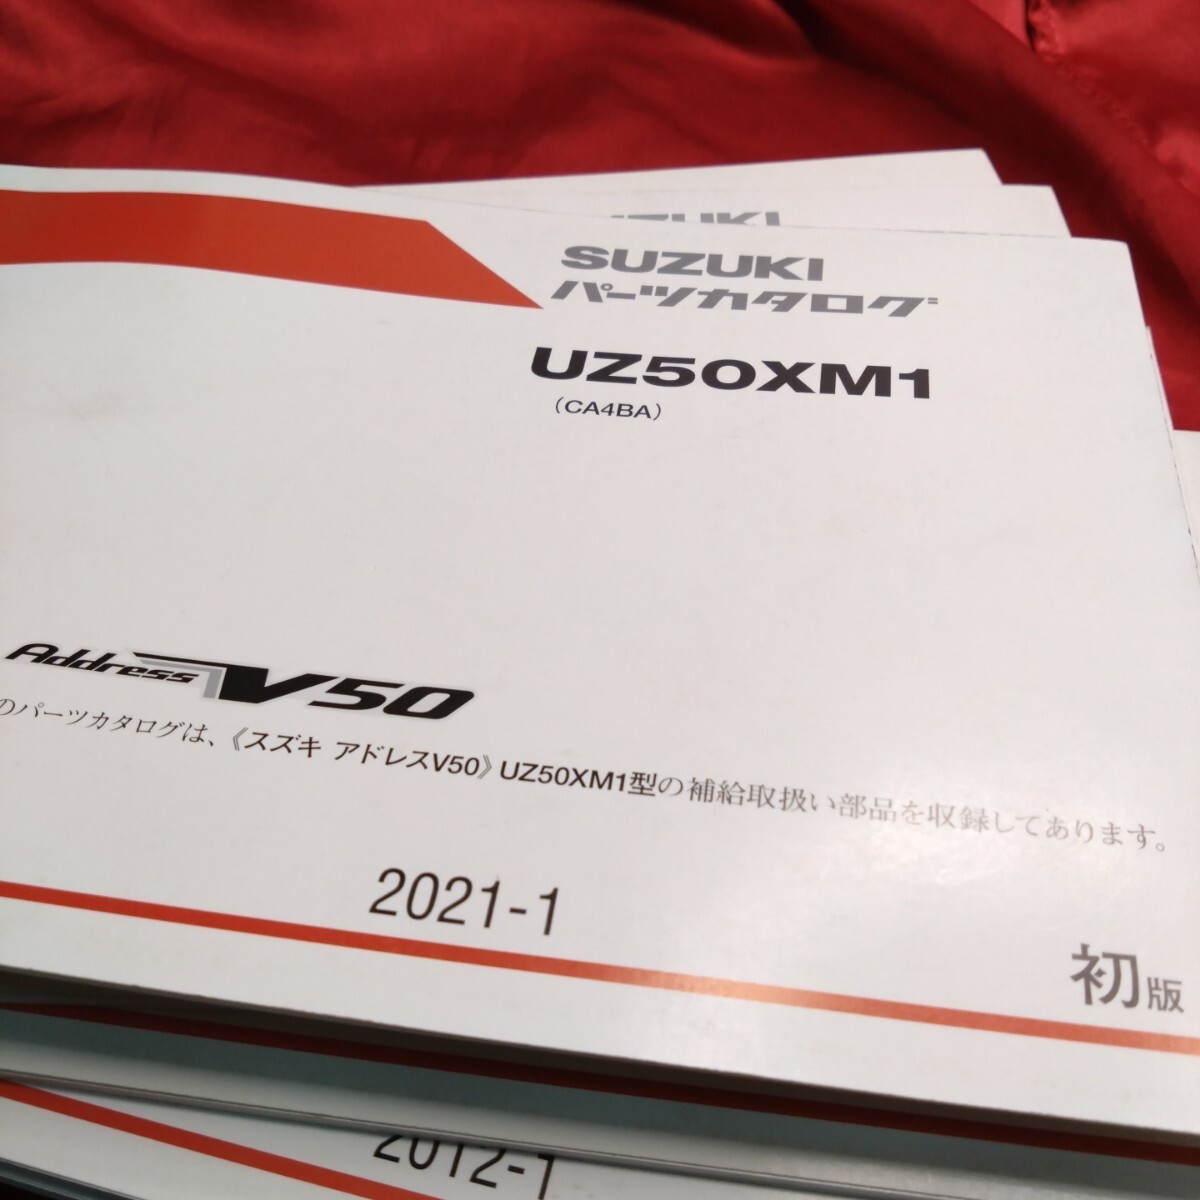 SUZUKI
SUZUKI
パーツカタログ
UZ50XM1
(CA4BA)
Address V50
のパーツカタログは、《スズキ アドレスV50》UZ50XM1型の補給取扱い部品を収録してあります。
2021-1
初版
2012-1